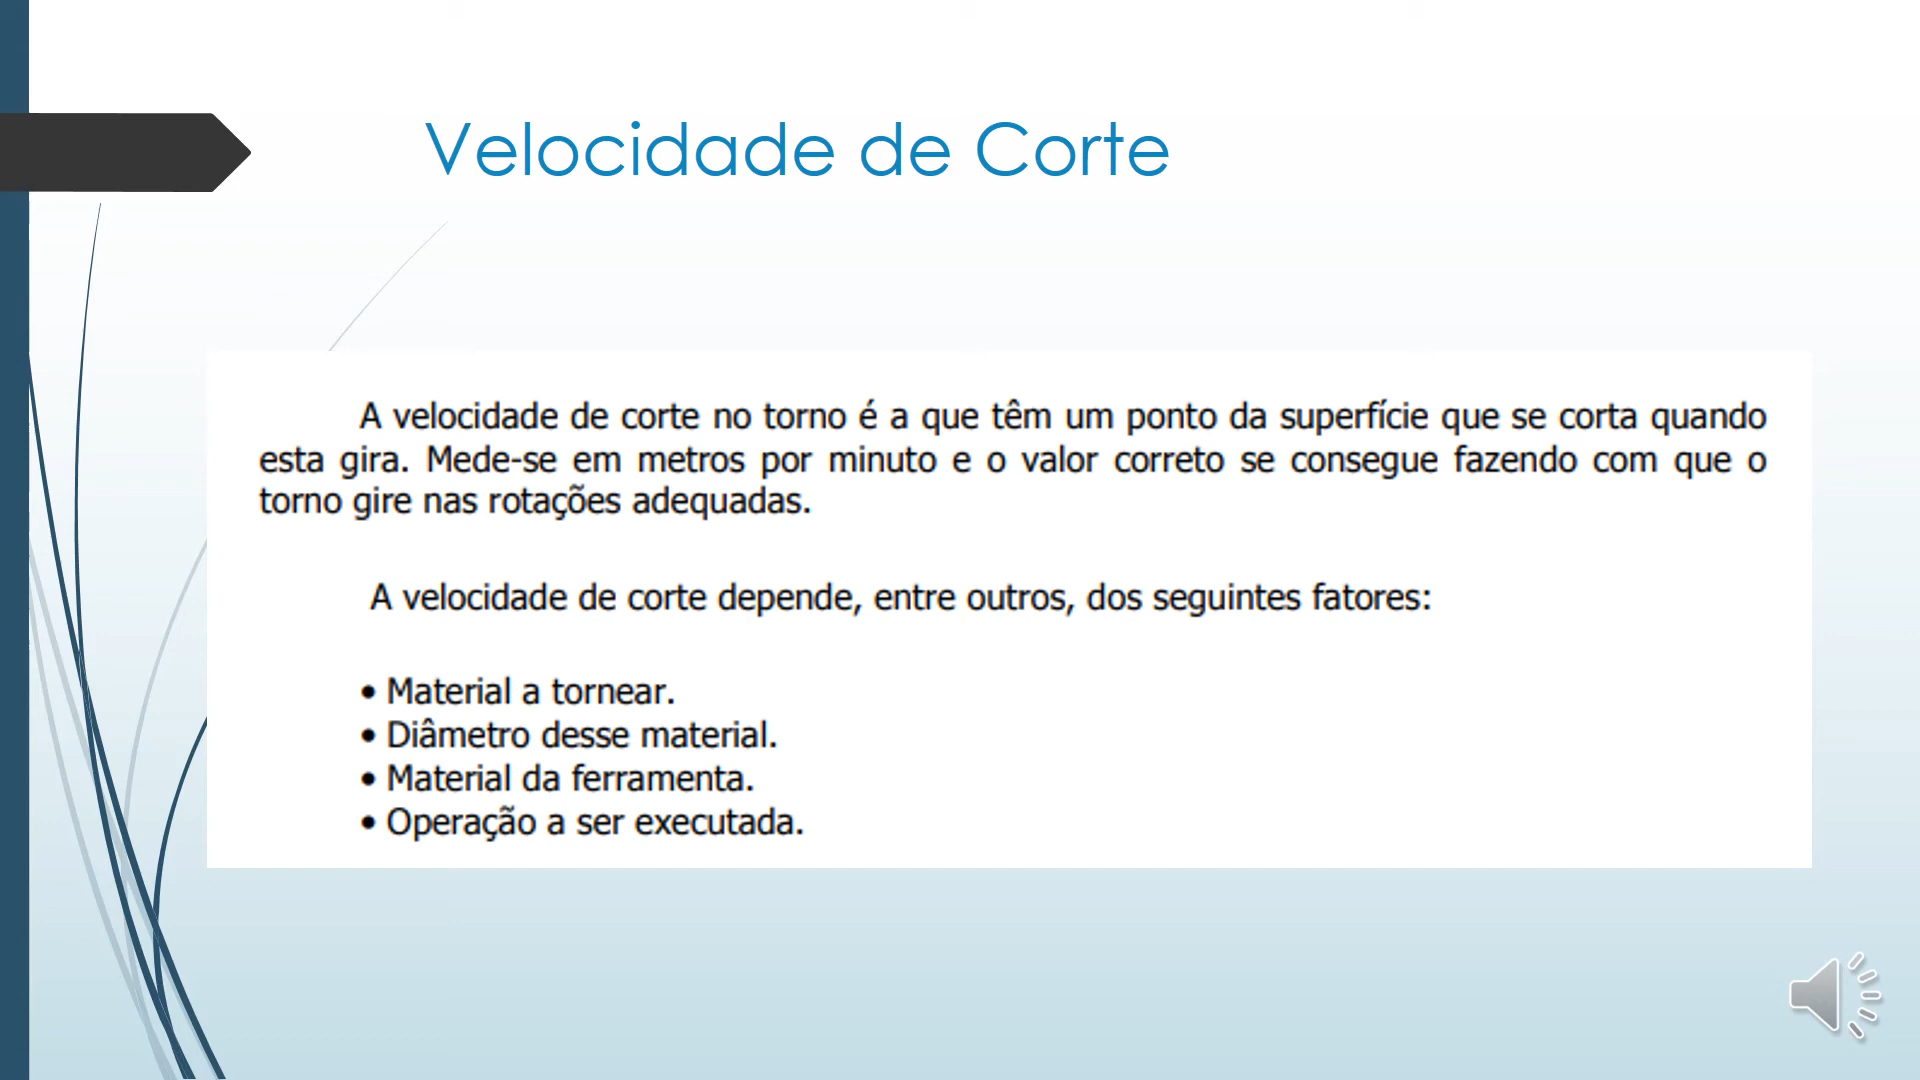 Velocidade de Corte
A velocidade de corte no torno é a que têm um ponto da superfície que se corta quando
esta gira. Mede-se em metros por minuto e o valor correto se consegue fazendo com que o
torno gire nas rotações adequadas.
A velocidade de corte depende, entre outros, dos seguintes fatores:
• Material a tornear.
• Diâmetro desse material.
• Material da ferramenta.
• Operação a ser executada.